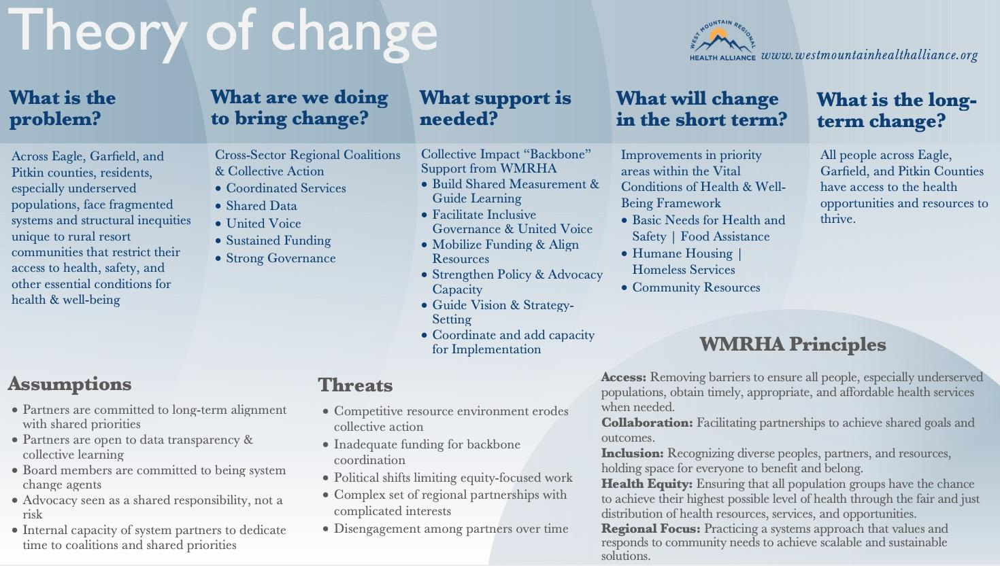 Theory of change
WEST MOUNTAIN REGIONAL
HEALTH ALLIANCE
www.westmountainhealthalliance.org
What is the
problem?
Across Eagle, Garfield, and
Pitkin counties, residents,
especially underserved
populations, face fragmented
systems and structural inequities
unique to rural resort
communities that restrict their
access to health, safety, and
other essential conditions for
health & well-being
What are we doing
to bring change?
Cross-Sector Regional Coalitions
& Collective Action
• Coordinated Services
• Shared Data
• United Voice
• Sustained Funding
• Strong Governance
What support is
needed?
Collective Impact “Backbone”
Support from WMRHA
• Build Shared Measurement &
Guide Learning
• Facilitate Inclusive
Governance & United Voice
• Mobilize Funding & Align
Resources
• Strengthen Policy & Advocacy
Capacity
• Guide Vision & Strategy-
Setting
• Coordinate and add capacity
for Implementation
What will change
in the short term?
Improvements in priority
areas within the Vital
Conditions of Health & Well-
Being Framework
• Basic Needs for Health and
Safety | Food Assistance
• Humane Housing |
Homeless Services
• Community Resources
What is the long-
term change?
All people across Eagle,
Garfield, and Pitkin Counties
have access to the health
opportunities and resources to
thrive.
Assumptions
• Partners are committed to long-term alignment
with shared priorities
• Partners are open to data transparency &
collective learning
• Board members are committed to being system
change agents
• Advocacy seen as a shared responsibility, not a
risk
• Internal capacity of system partners to dedicate
time to coalitions and shared priorities
Threats
• Competitive resource environment erodes
collective action
• Inadequate funding for backbone
coordination
• Political shifts limiting equity-focused work
• Complex set of regional partnerships with
complicated interests
• Disengagement among partners over time
WMRHA Principles
Access: Removing barriers to ensure all people, especially underserved
populations, obtain timely, appropriate, and affordable health services
when needed.
Collaboration: Facilitating partnerships to achieve shared goals and
outcomes.
Inclusion: Recognizing diverse peoples, partners, and resources,
holding space for everyone to benefit and belong.
Health Equity: Ensuring that all population groups have the chance
to achieve their highest possible level of health through the fair and just
distribution of health resources, services, and opportunities.
Regional Focus: Practicing a systems approach that values and
responds to community needs to achieve scalable and sustainable
solutions.